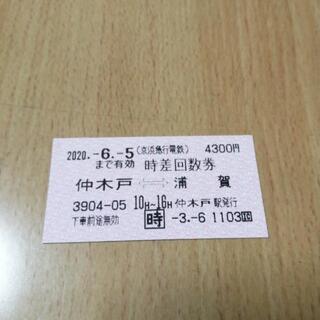 2020.-6.-5 (京浜急行電鉄) 4300円
まで有効 時差回数券
仲木戸 ⟷ 浦賀
3904-05 10H~16H 仲木戸駅発行
下車前途無効 時 -3.-6 1103